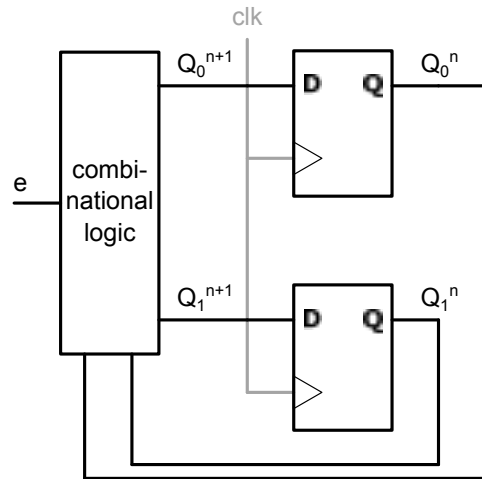 clk
Q₀ⁿ⁺¹
Q₀ⁿ
D Q
combi-
national
logic
e
Q₁ⁿ⁺¹
Q₁ⁿ
D Q